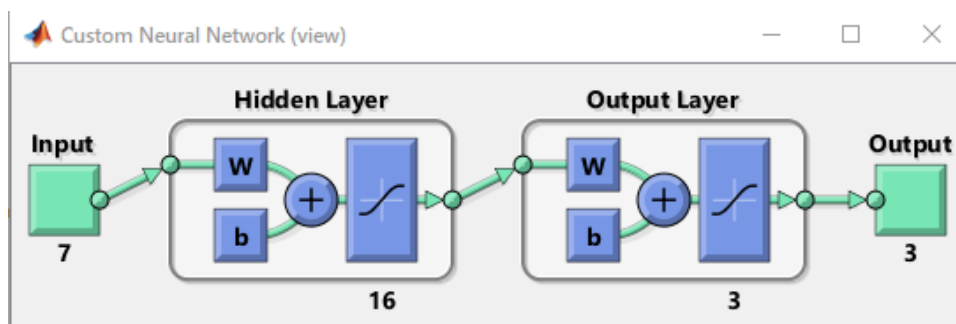 Custom Neural Network (view)
Hidden Layer
Output Layer
Input
Output
W
W
b
b
7
3
16
3